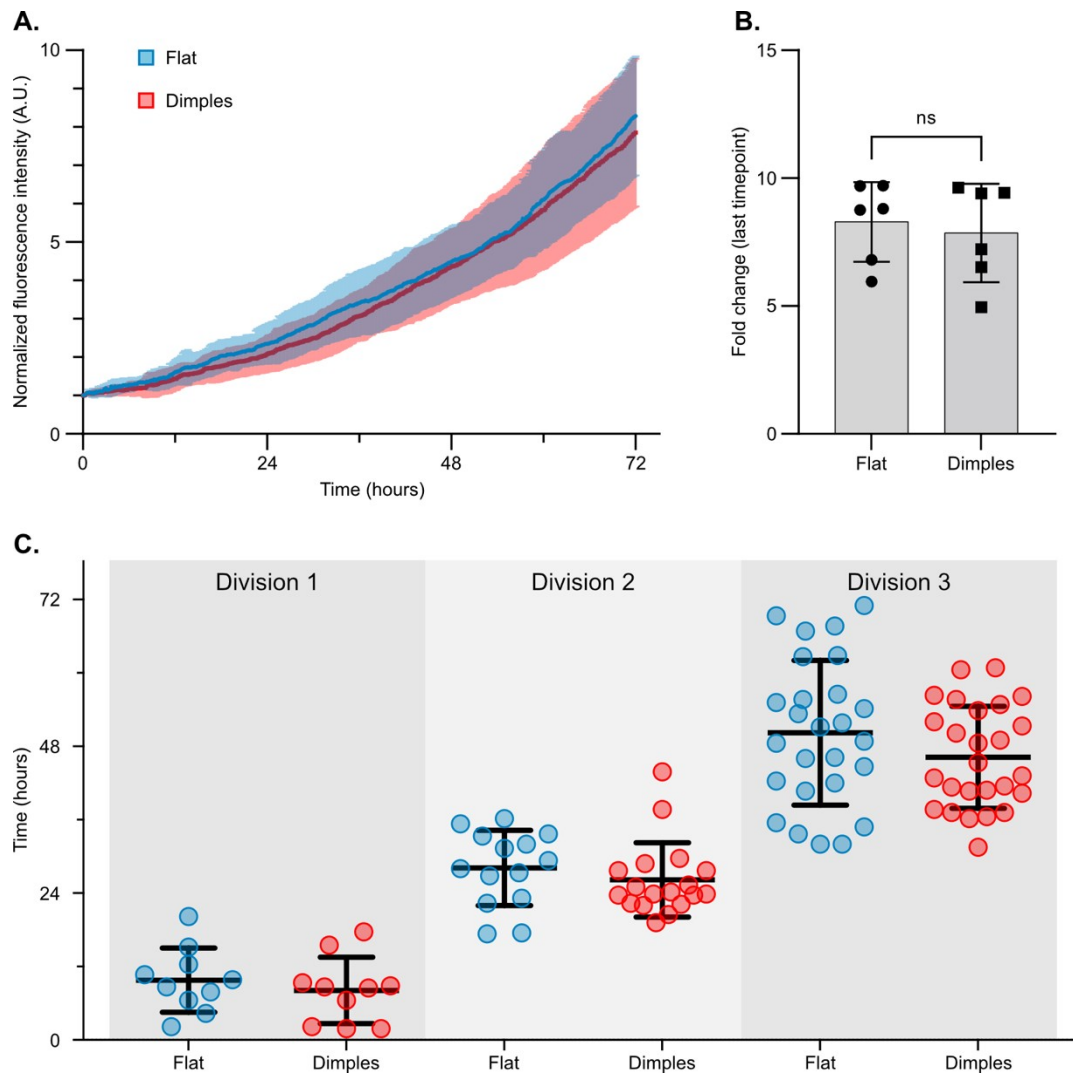 A.
Normalized fluorescence intensity (A.U.)
10
5
0
Flat
Dimples
0 24 48 72
Time (hours)
B.
Fold change (last timepoint)
15
10
5
0
ns
Flat Dimples
C.
Time (hours)
72
48
24
0
Division 1 Division 2 Division 3
Flat Dimples Flat Dimples Flat Dimples